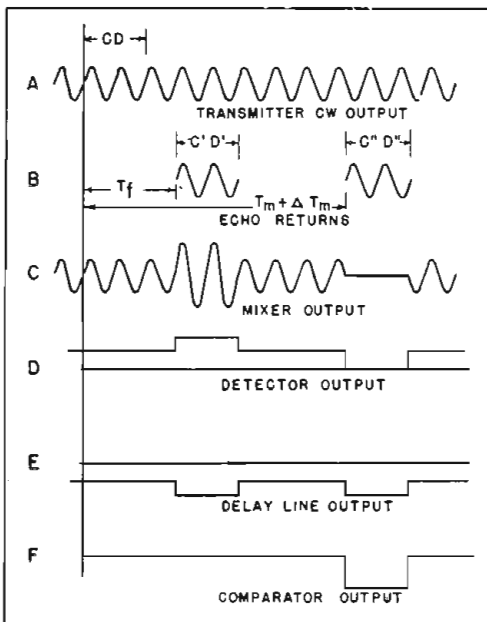 CD
A
TRANSMITTER CW OUTPUT
C' D'
C" D"
B
Tf
Tm + Δ Tm
ECHO RETURNS
C
MIXER OUTPUT
D
DETECTOR OUTPUT
E
DELAY LINE OUTPUT
F
COMPARATOR OUTPUT